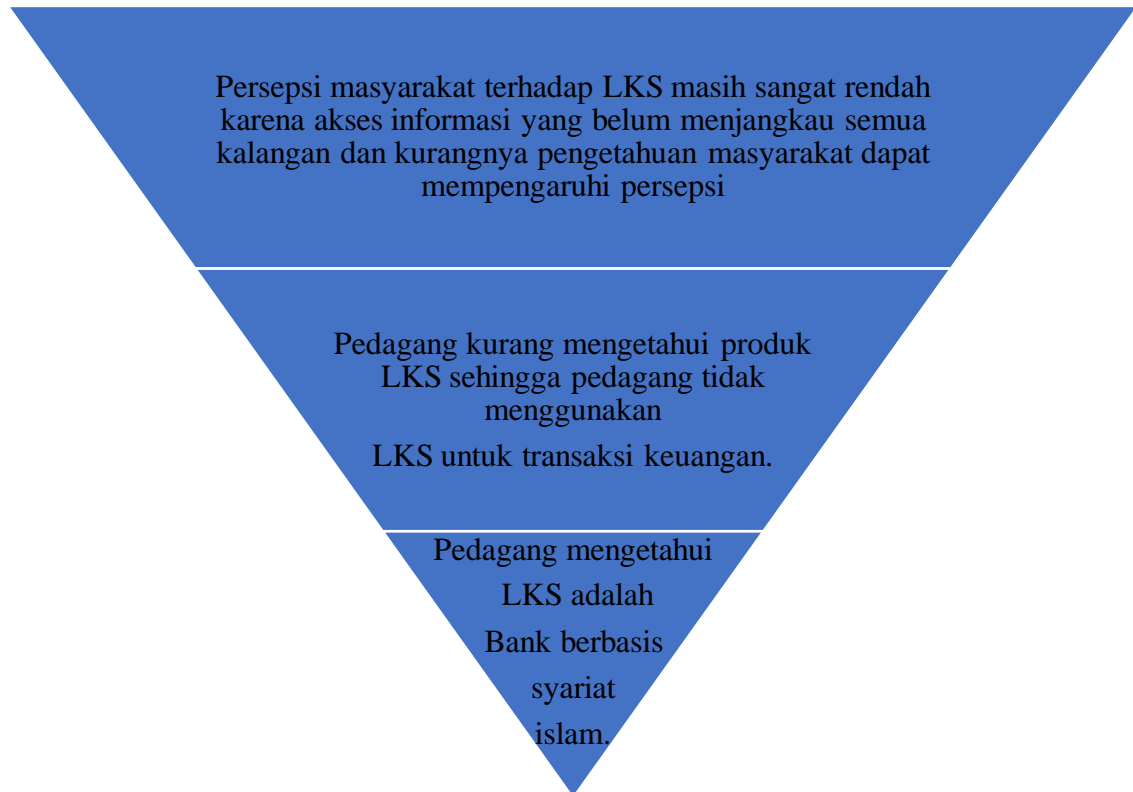 Persepsi masyarakat terhadap LKS masih sangat rendah
karena akses informasi yang belum menjangkau semua
kalangan dan kurangnya pengetahuan masyarakat dapat
mempengaruhi persepsi
Pedagang kurang mengetahui produk
LKS sehingga pedagang tidak
menggunakan
LKS untuk transaksi keuangan.
Pedagang mengetahui
LKS adalah
Bank berbasis
syariat
islam.